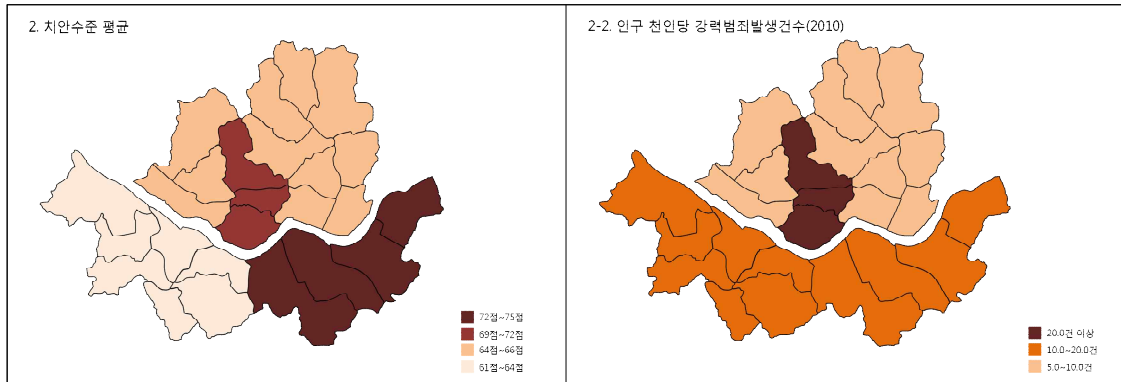 2. 치안수준 평균
72점~75점
69점~72점
64점~66점
61점~64점
2-2. 인구 천인당 강력범죄발생건수(2010)
20.0건 이상
10.0~20.0건
5.0~10.0건